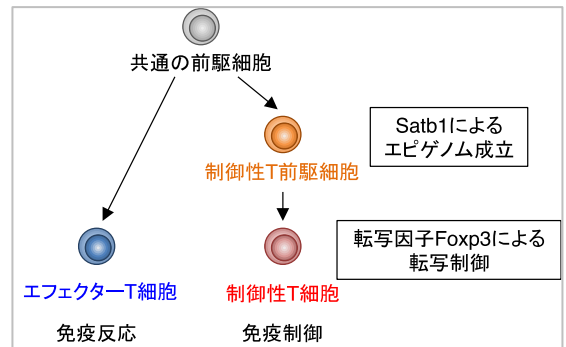 共通の前駆細胞
Satb1による
エピゲノム成立
制御性T前駆細胞
転写因子Foxp3による
転写制御
エフェクターT細胞
制御性T細胞
免疫反応
免疫制御